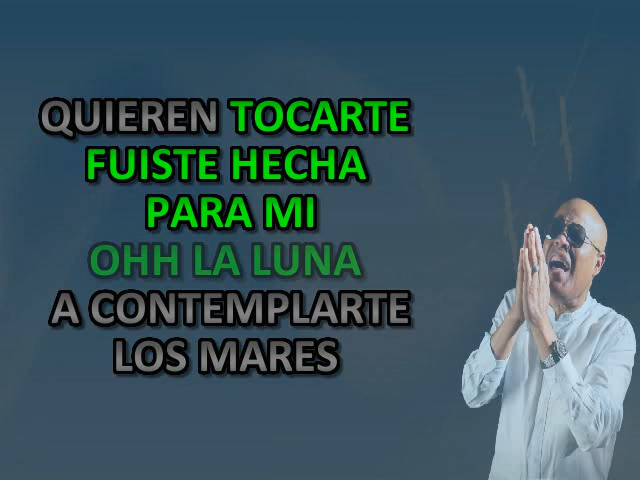 QUIEREN TOCARTE
FUISTE HECHA
PARA MI
OHH LA LUNA
A CONTEMPLARTE
LOS MARES